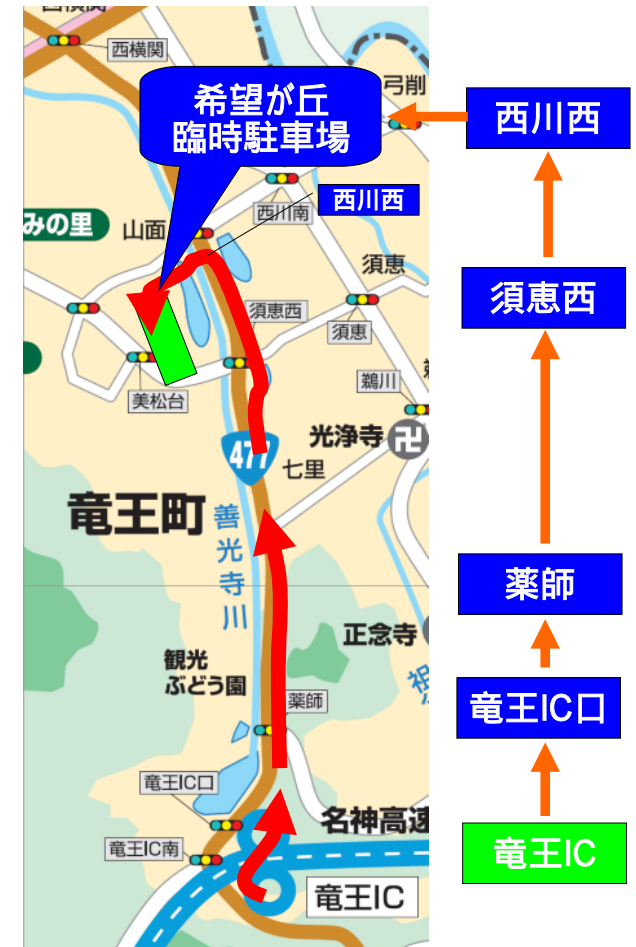 西横関
西横関
弓削
希望が丘
臨時駐車場
西川西
西川西
西川南
みの里
山面
須恵
須恵西
須恵西
須恵
美松台
鵜川
光浄寺
卍
477
七里
竜王町
善光寺川
薬師
正念寺
祖
観光
ぶどう園
薬師
竜王IC口
竜王IC口
名神高速
竜王IC南
竜王IC
竜王IC